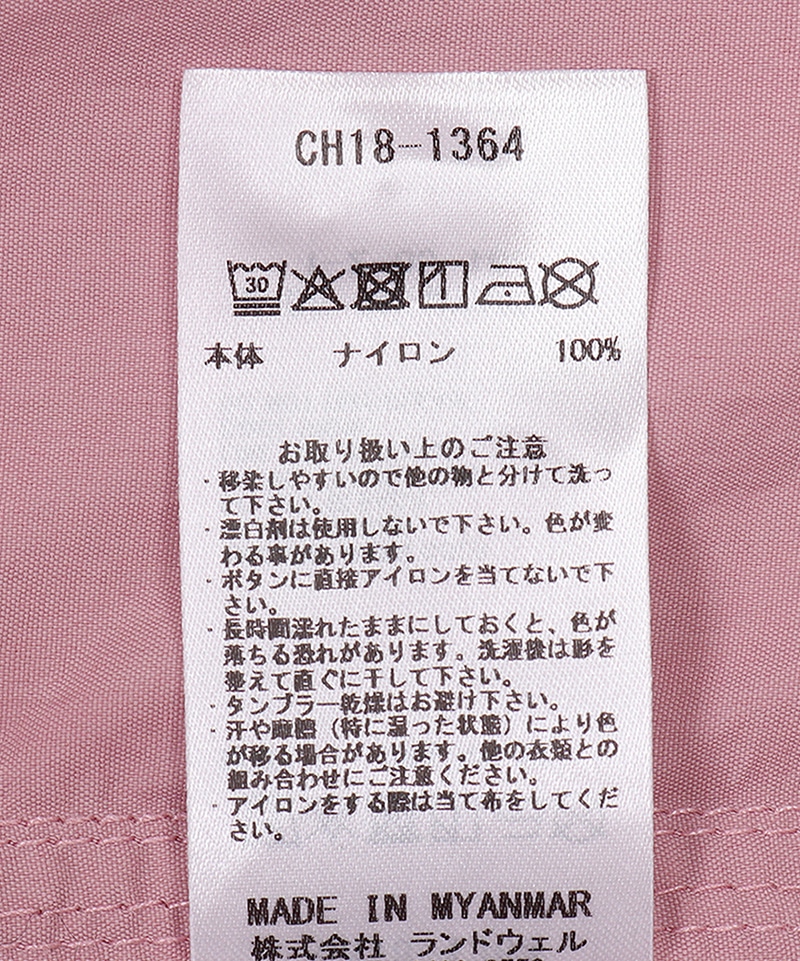 CH18-1364
30
本体 ナイロン 100%
お取り扱い上のご注意
・移染しやすいので他の物と分けて洗っ
て下さい。
・漂白剤は使用しないで下さい。色が変
わる事があります。
・ボタンに直接アイロンを当てないで下
さい。
・長時間濡れたままにしておくと、色が
落ちる恐れがあります。洗濯後は形を
整えて直ぐに干して下さい。
・タンブラー乾燥はお避け下さい。
・汗や摩擦（特に湿った状態）により色
が移る場合があります。他の衣類との
組み合わせにご注意ください。
・アイロンをする際は当て布をしてくだ
さい。
MADE IN MYANMAR
株式会社 ランドウェル